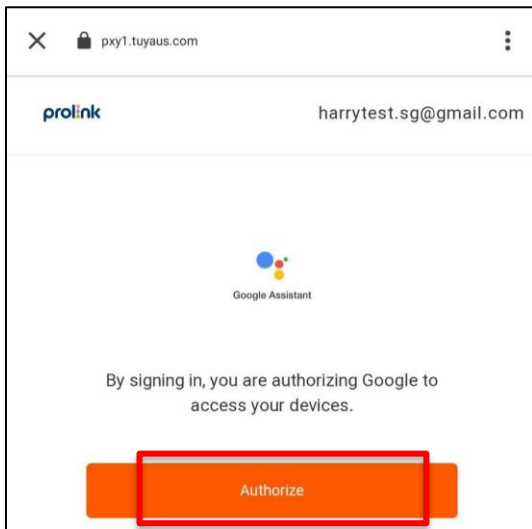 pxy1.tuyaus.com
prolink harrytest.sg@gmail.com
Google Assistant
By signing in, you are authorizing Google to
access your devices.
Authorize